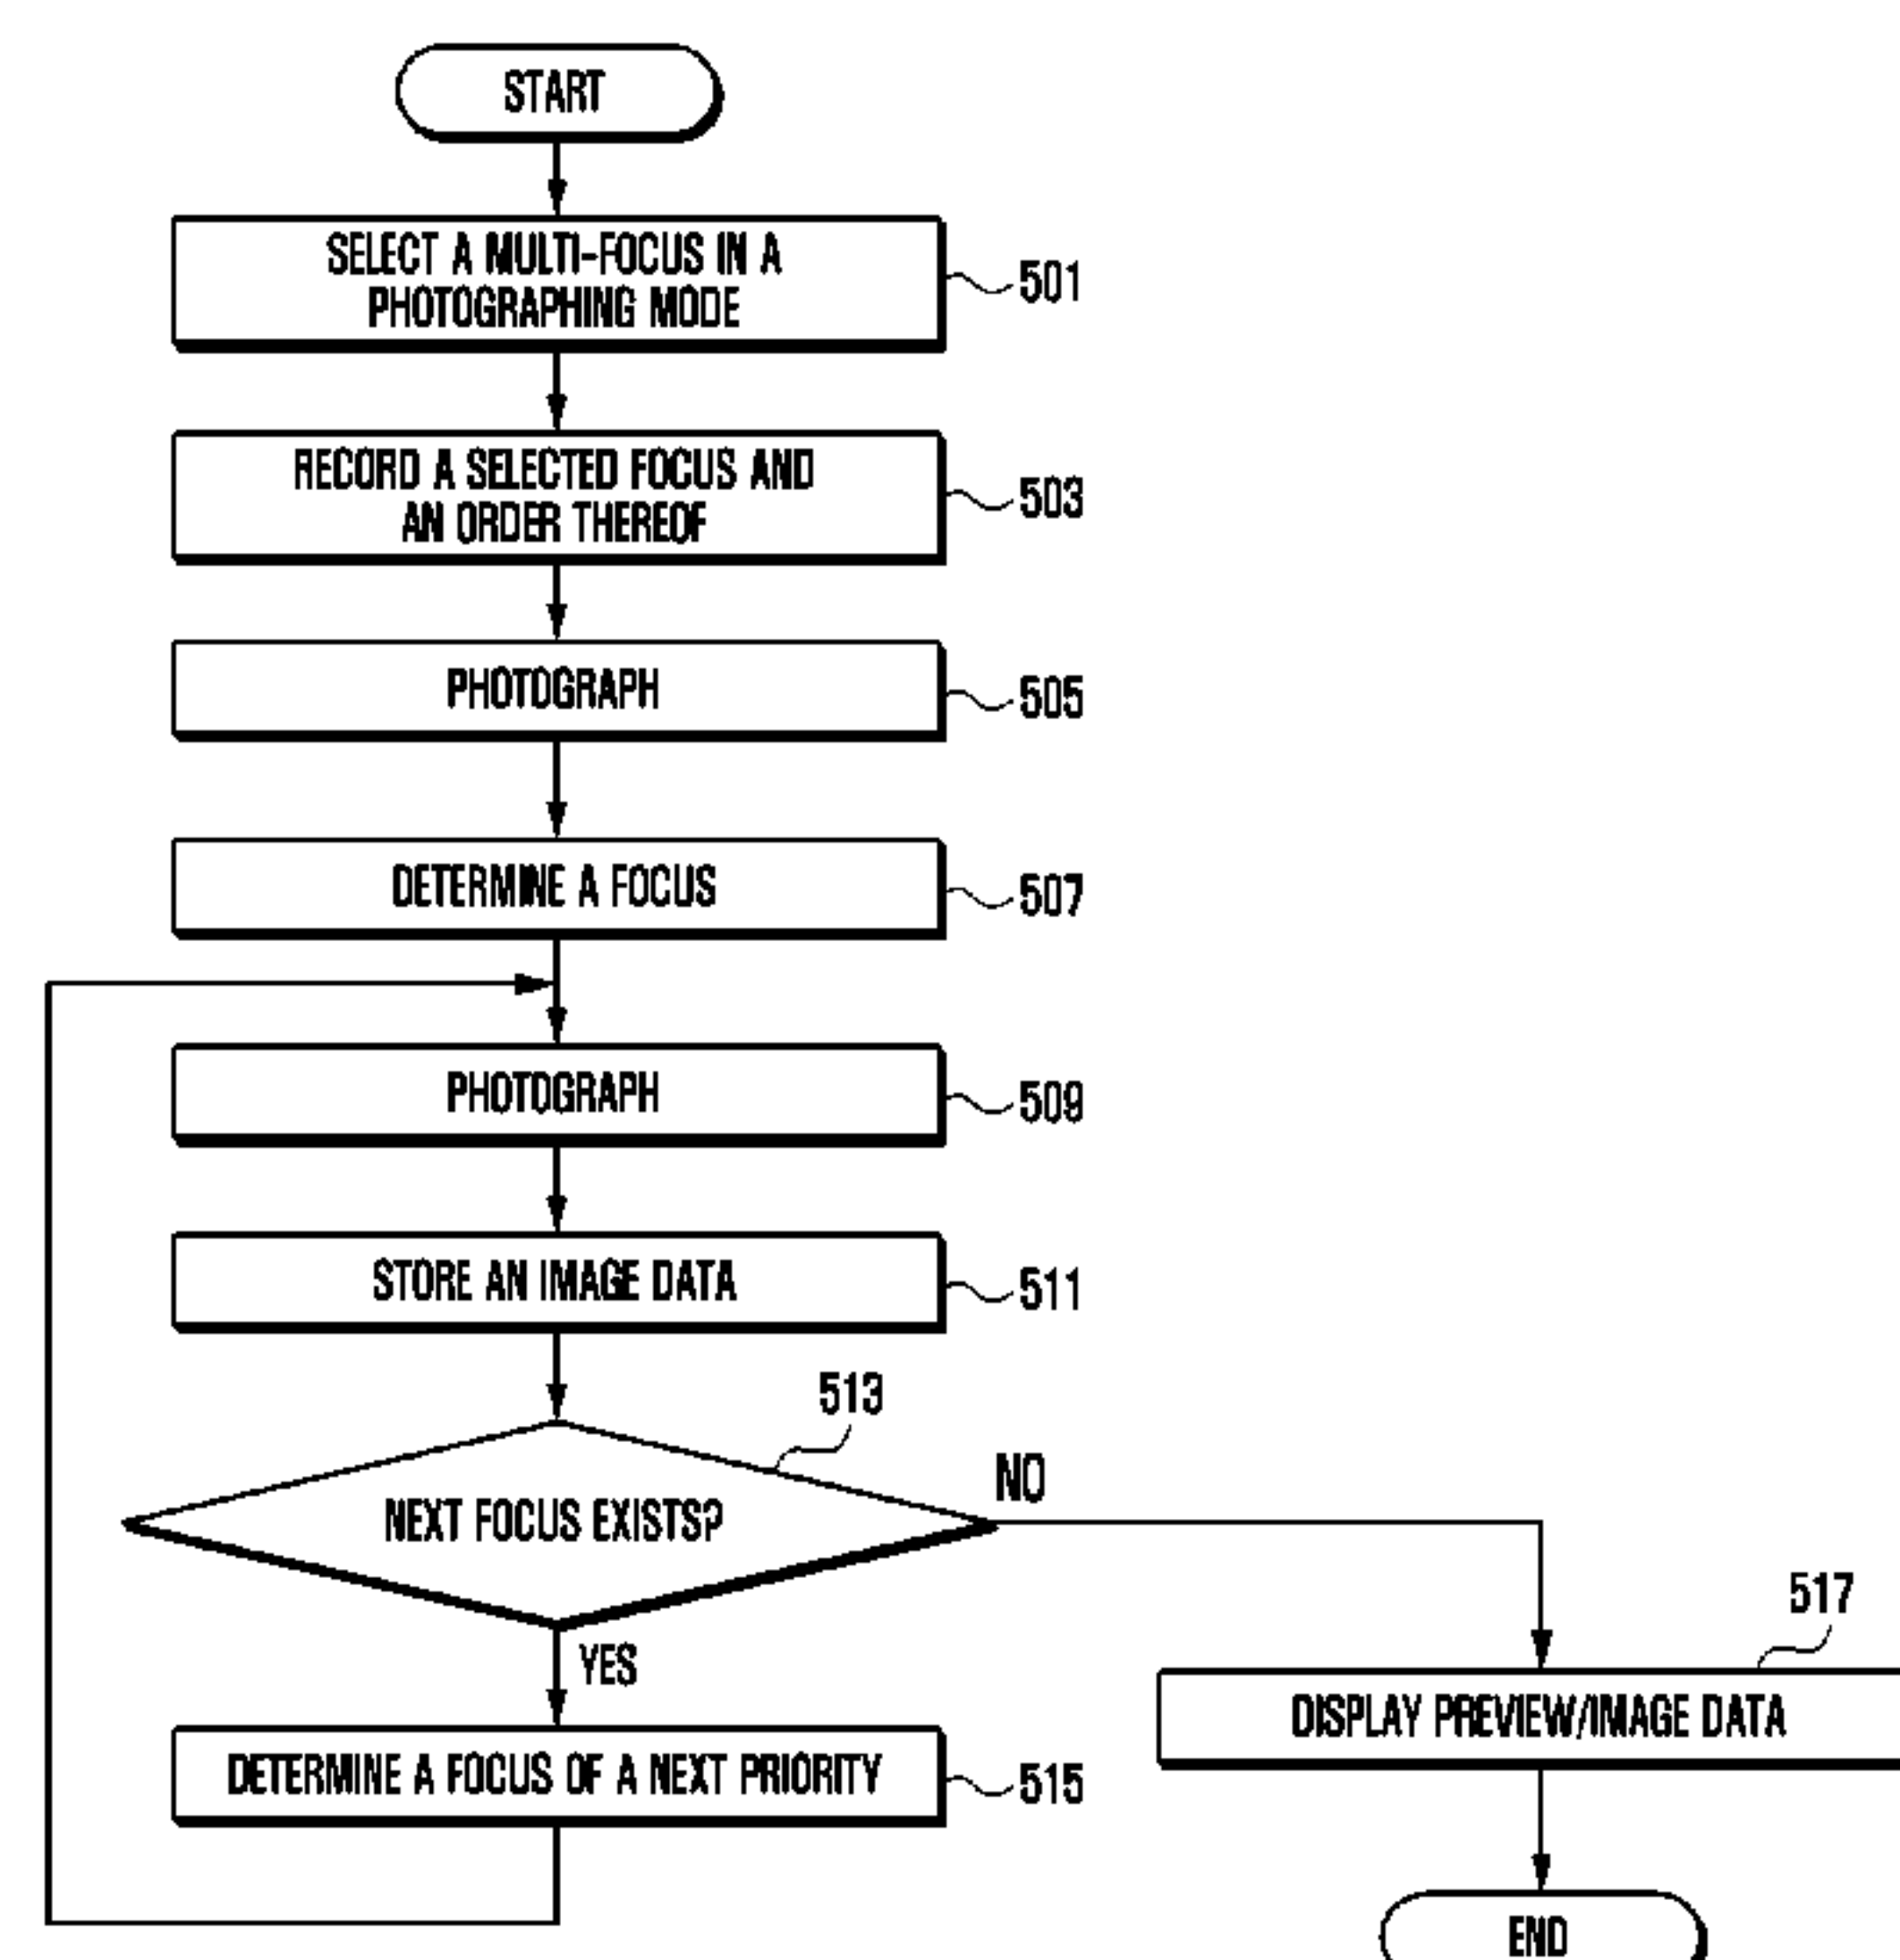 START
SELECT A MULTI-FOCUS IN A
PHOTOGRAPHING MODE
501
RECORD A SELECTED FOCUS AND
AN ORDER THEREOF
503
PHOTOGRAPH
505
DETERMINE A FOCUS
507
PHOTOGRAPH
509
STORE AN IMAGE DATA
511
513
NEXT FOCUS EXISTS?
NO
YES
517
DISPLAY PREVIEW/IMAGE DATA
DETERMINE A FOCUS OF A NEXT PRIORITY
515
END